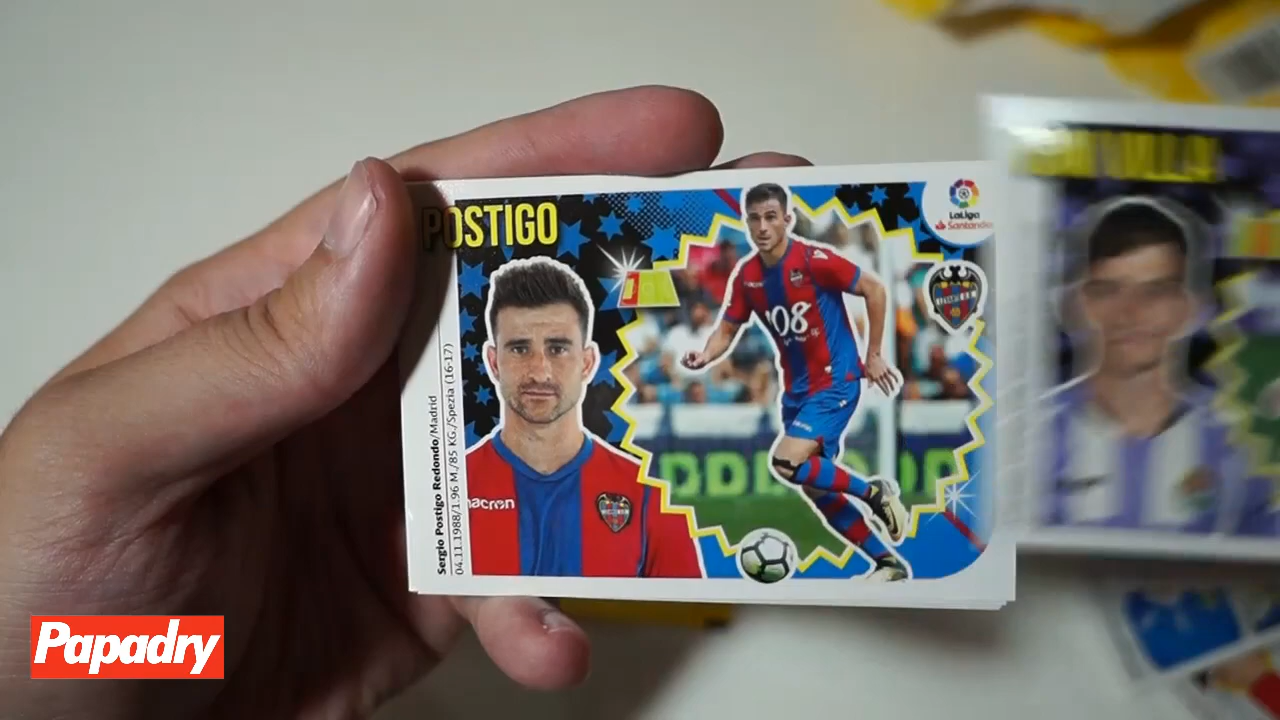 POSTIGO
LaLiga
Santander
108
macron
LEVANTE U.D.
Sergio Postigo Redondo/Madrid
04.11.1988/1.96 M./85 KG./Spezia (16-17)
Papadry